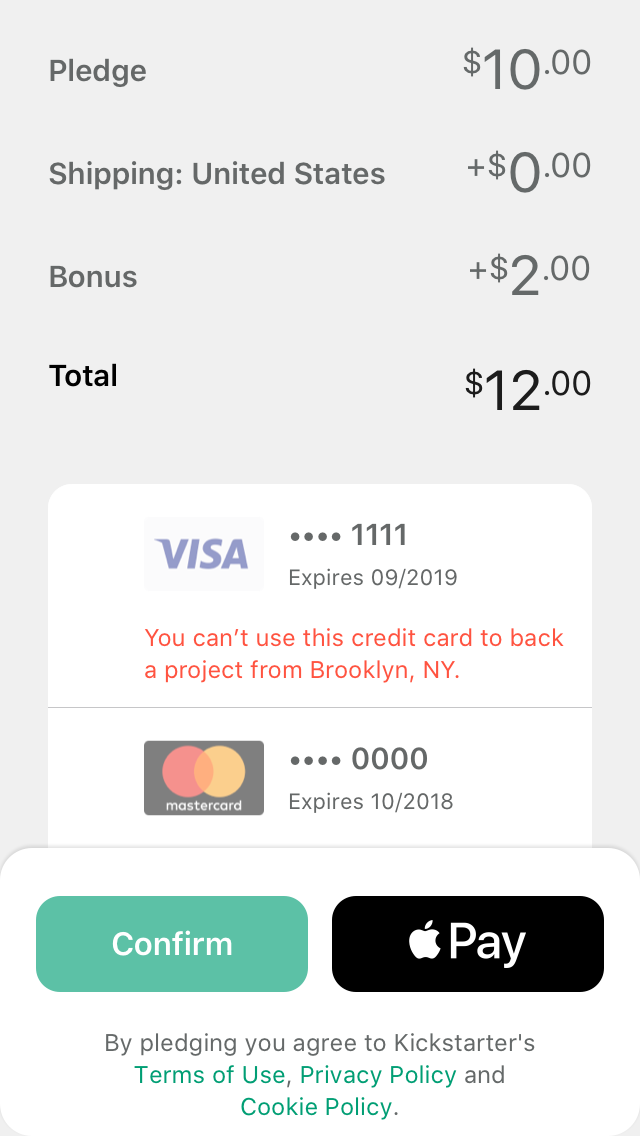 Pledge $10.00
Shipping: United States +$0.00
Bonus +$2.00
Total $12.00
VISA •••• 1111
Expires 09/2019
You can’t use this credit card to back
a project from Brooklyn, NY.
mastercard •••• 0000
Expires 10/2018
Confirm Pay
By pledging you agree to Kickstarter's
Terms of Use, Privacy Policy and
Cookie Policy.